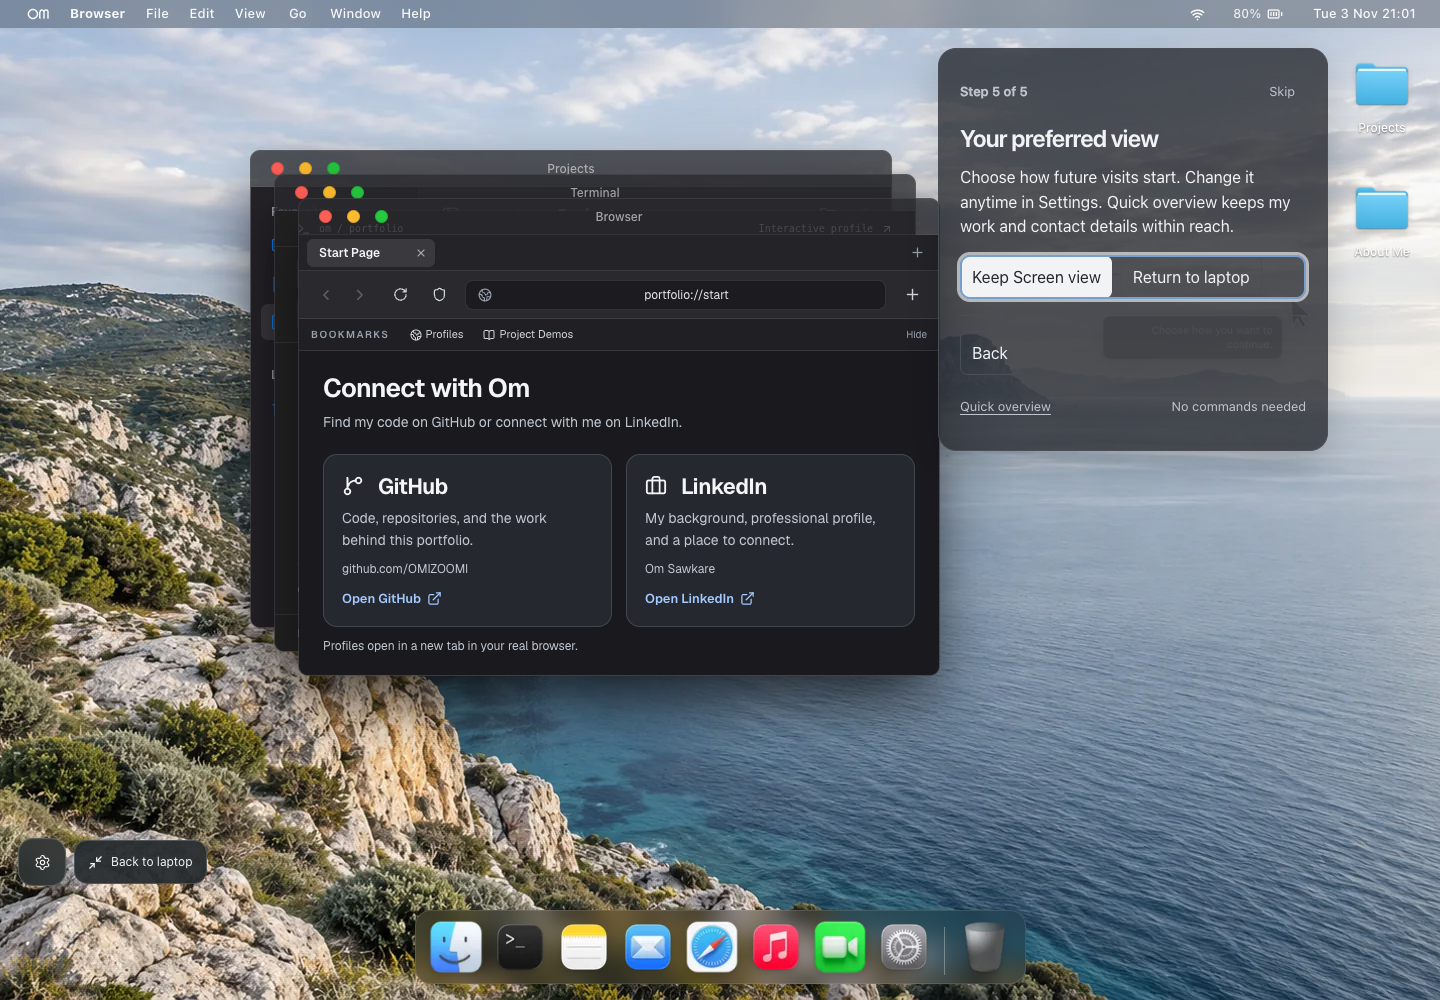 Om Browser File Edit View Go Window Help
80% Tue 3 Nov 21:01
Projects
About Me
Projects
Terminal
om / portfolio
Interactive profile
Browser
Start Page
portfolio://start
BOOKMARKS Profiles Project Demos Hide
Connect with Om
Find my code on GitHub or connect with me on LinkedIn.
GitHub
Code, repositories, and the work
behind this portfolio.
github.com/OMIZOOMI
Open GitHub
LinkedIn
My background, professional profile,
and a place to connect.
Om Sawkare
Open LinkedIn
Profiles open in a new tab in your real browser.
Step 5 of 5 Skip
Your preferred view
Choose how future visits start. Change it
anytime in Settings. Quick overview keeps my
work and contact details within reach.
Keep Screen view Return to laptop
Choose how you want to
continue.
Back
Quick overview No commands needed
Back to laptop
>_